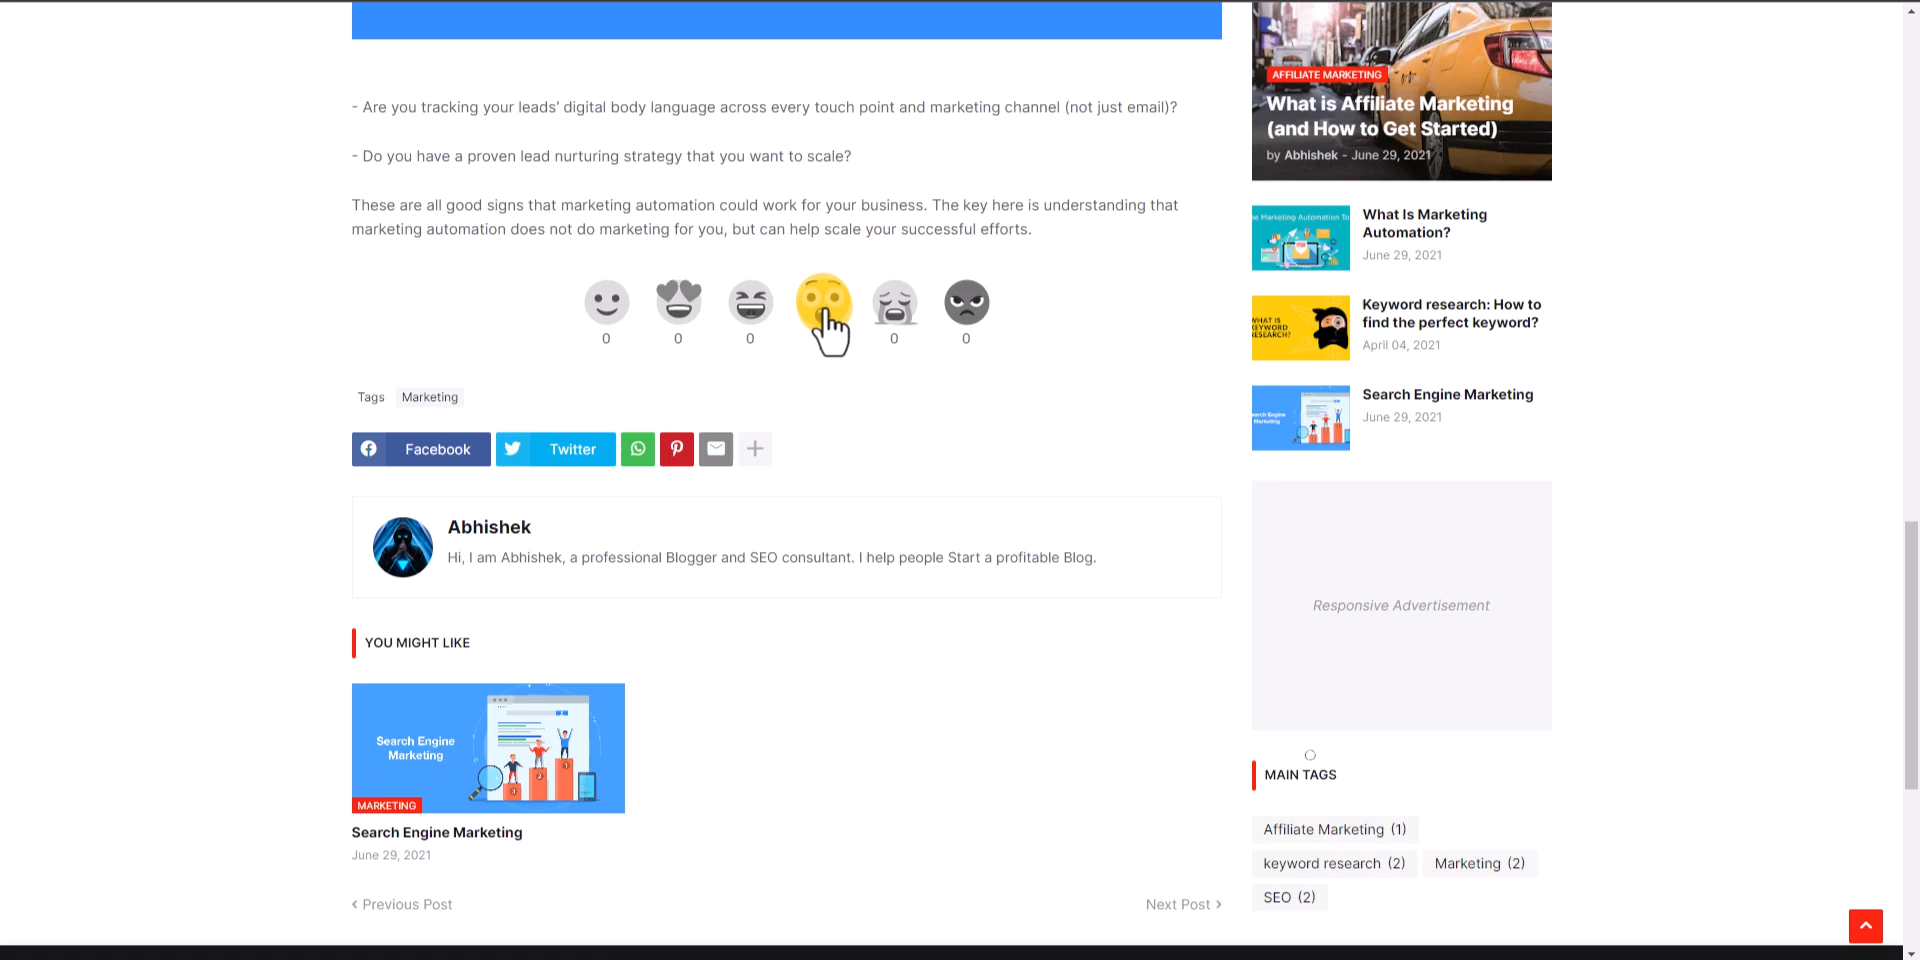 - Are you tracking your leads’ digital body language across every touch point and marketing channel (not just email)?
- Do you have a proven lead nurturing strategy that you want to scale?
These are all good signs that marketing automation could work for your business. The key here is understanding that
marketing automation does not do marketing for you, but can help scale your successful efforts.
0
0
0
0
0
Tags Marketing
Facebook
Twitter
Abhishek
Hi, I am Abhishek, a professional Blogger and SEO consultant. I help people Start a profitable Blog.
YOU MIGHT LIKE
Search Engine
Marketing
MARKETING
Search Engine Marketing
June 29, 2021
Previous Post
Next Post
AFFILIATE MARKETING
What is Affiliate Marketing
(and How to Get Started)
by Abhishek - June 29, 2021
Marketing Automation
What Is Marketing
Automation?
June 29, 2021
WHAT IS
KEYWORD
RESEARCH?
Keyword research: How to
find the perfect keyword?
April 04, 2021
Engine
Marketing
Search Engine Marketing
June 29, 2021
Responsive Advertisement
MAIN TAGS
Affiliate Marketing (1)
keyword research (2)
Marketing (2)
SEO (2)